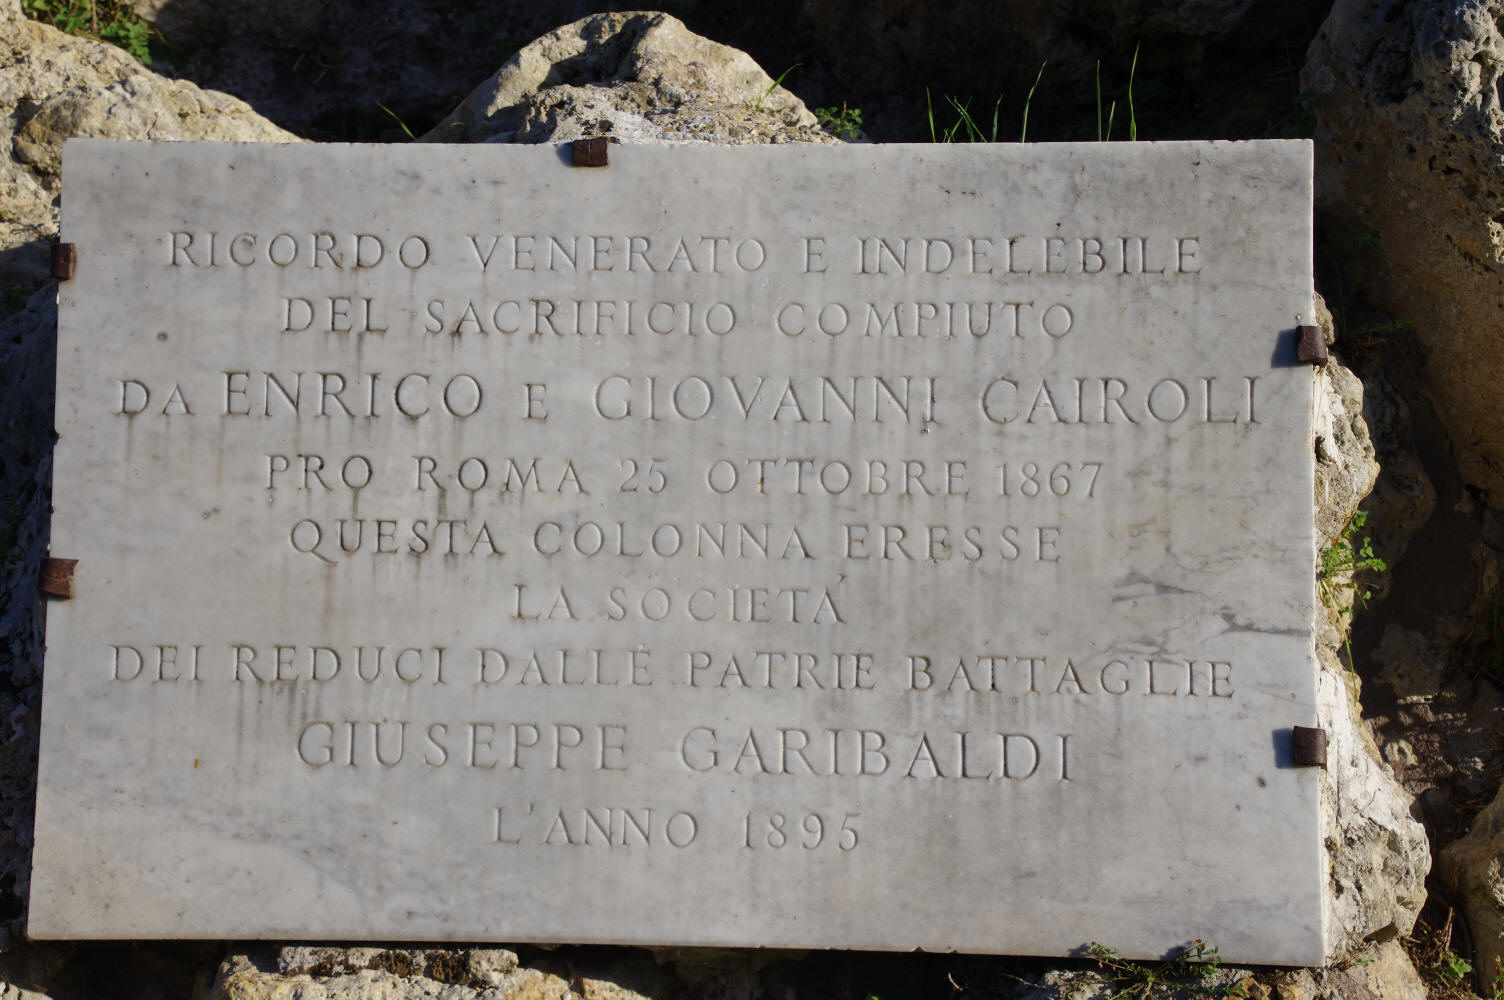 RICORDO VENERATO E INDELEBILE
DEL SACRIFICIO COMPIUTO
DA ENRICO E GIOVANNI CAIROLI
PRO ROMA 25 OTTOBRE 1867
QUESTA COLONNA ERESSE
LA SOCIETÁ
DEI REDUCI DALLE PATRIE BATTAGLIE
GIUSEPPE GARIBALDI
L'ANNO 1895